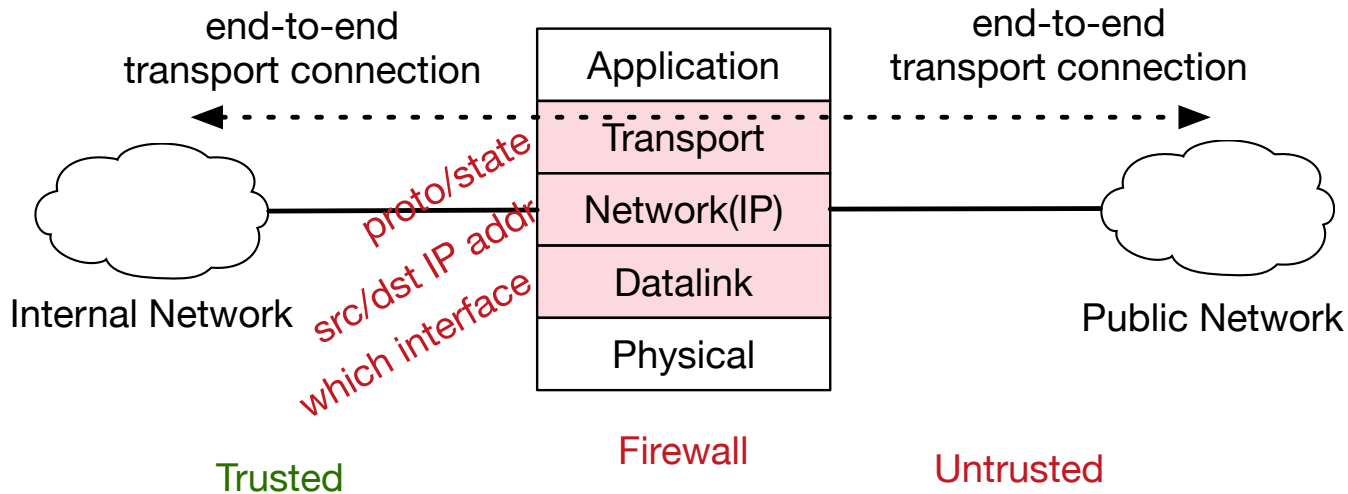 end-to-end
transport connection
Application
end-to-end
transport connection
Transport
proto/state
Network(IP)
src/dst IP addr
Datalink
which interface
Internal Network
Public Network
Physical
Firewall
Trusted
Untrusted